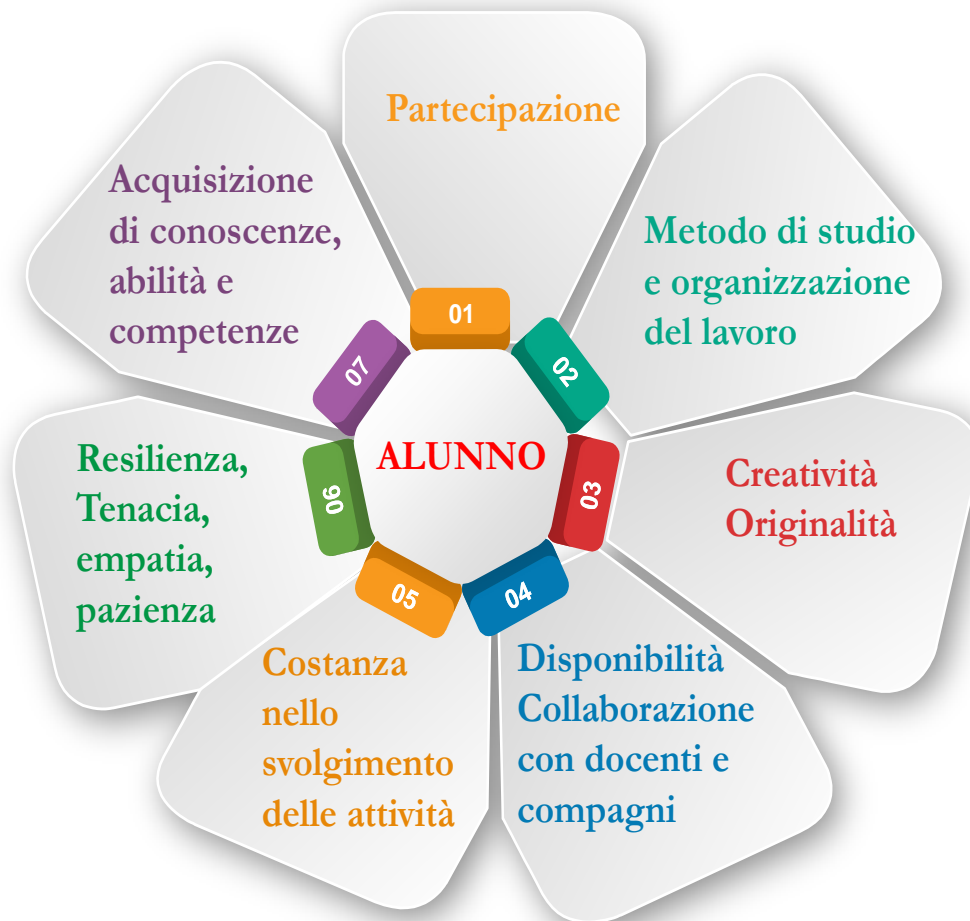 01
Partecipazione
02
Metodo di studio
e organizzazione
del lavoro
03
Creatività
Originalità
04
Disponibilità
Collaborazione
con docenti e
compagni
05
Costanza
nello
svolgimento
delle attività
06
Resilienza,
Tenacia,
empatia,
pazienza
07
Acquisizione
di conoscenze,
abilità e
competenze
ALUNNO